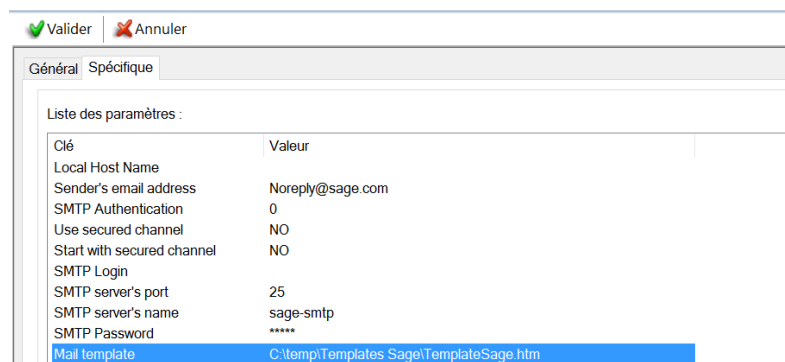 Valider Annuler
Général Spécifique
Liste des paramètres :
Clé Valeur
Local Host Name
Sender's email address Noreply@sage.com
SMTP Authentication 0
Use secured channel NO
Start with secured channel NO
SMTP Login
SMTP server's port 25
SMTP server's name sage-smtp
SMTP Password *****
Mail template C:\temp\Templates Sage\TemplateSage.htm